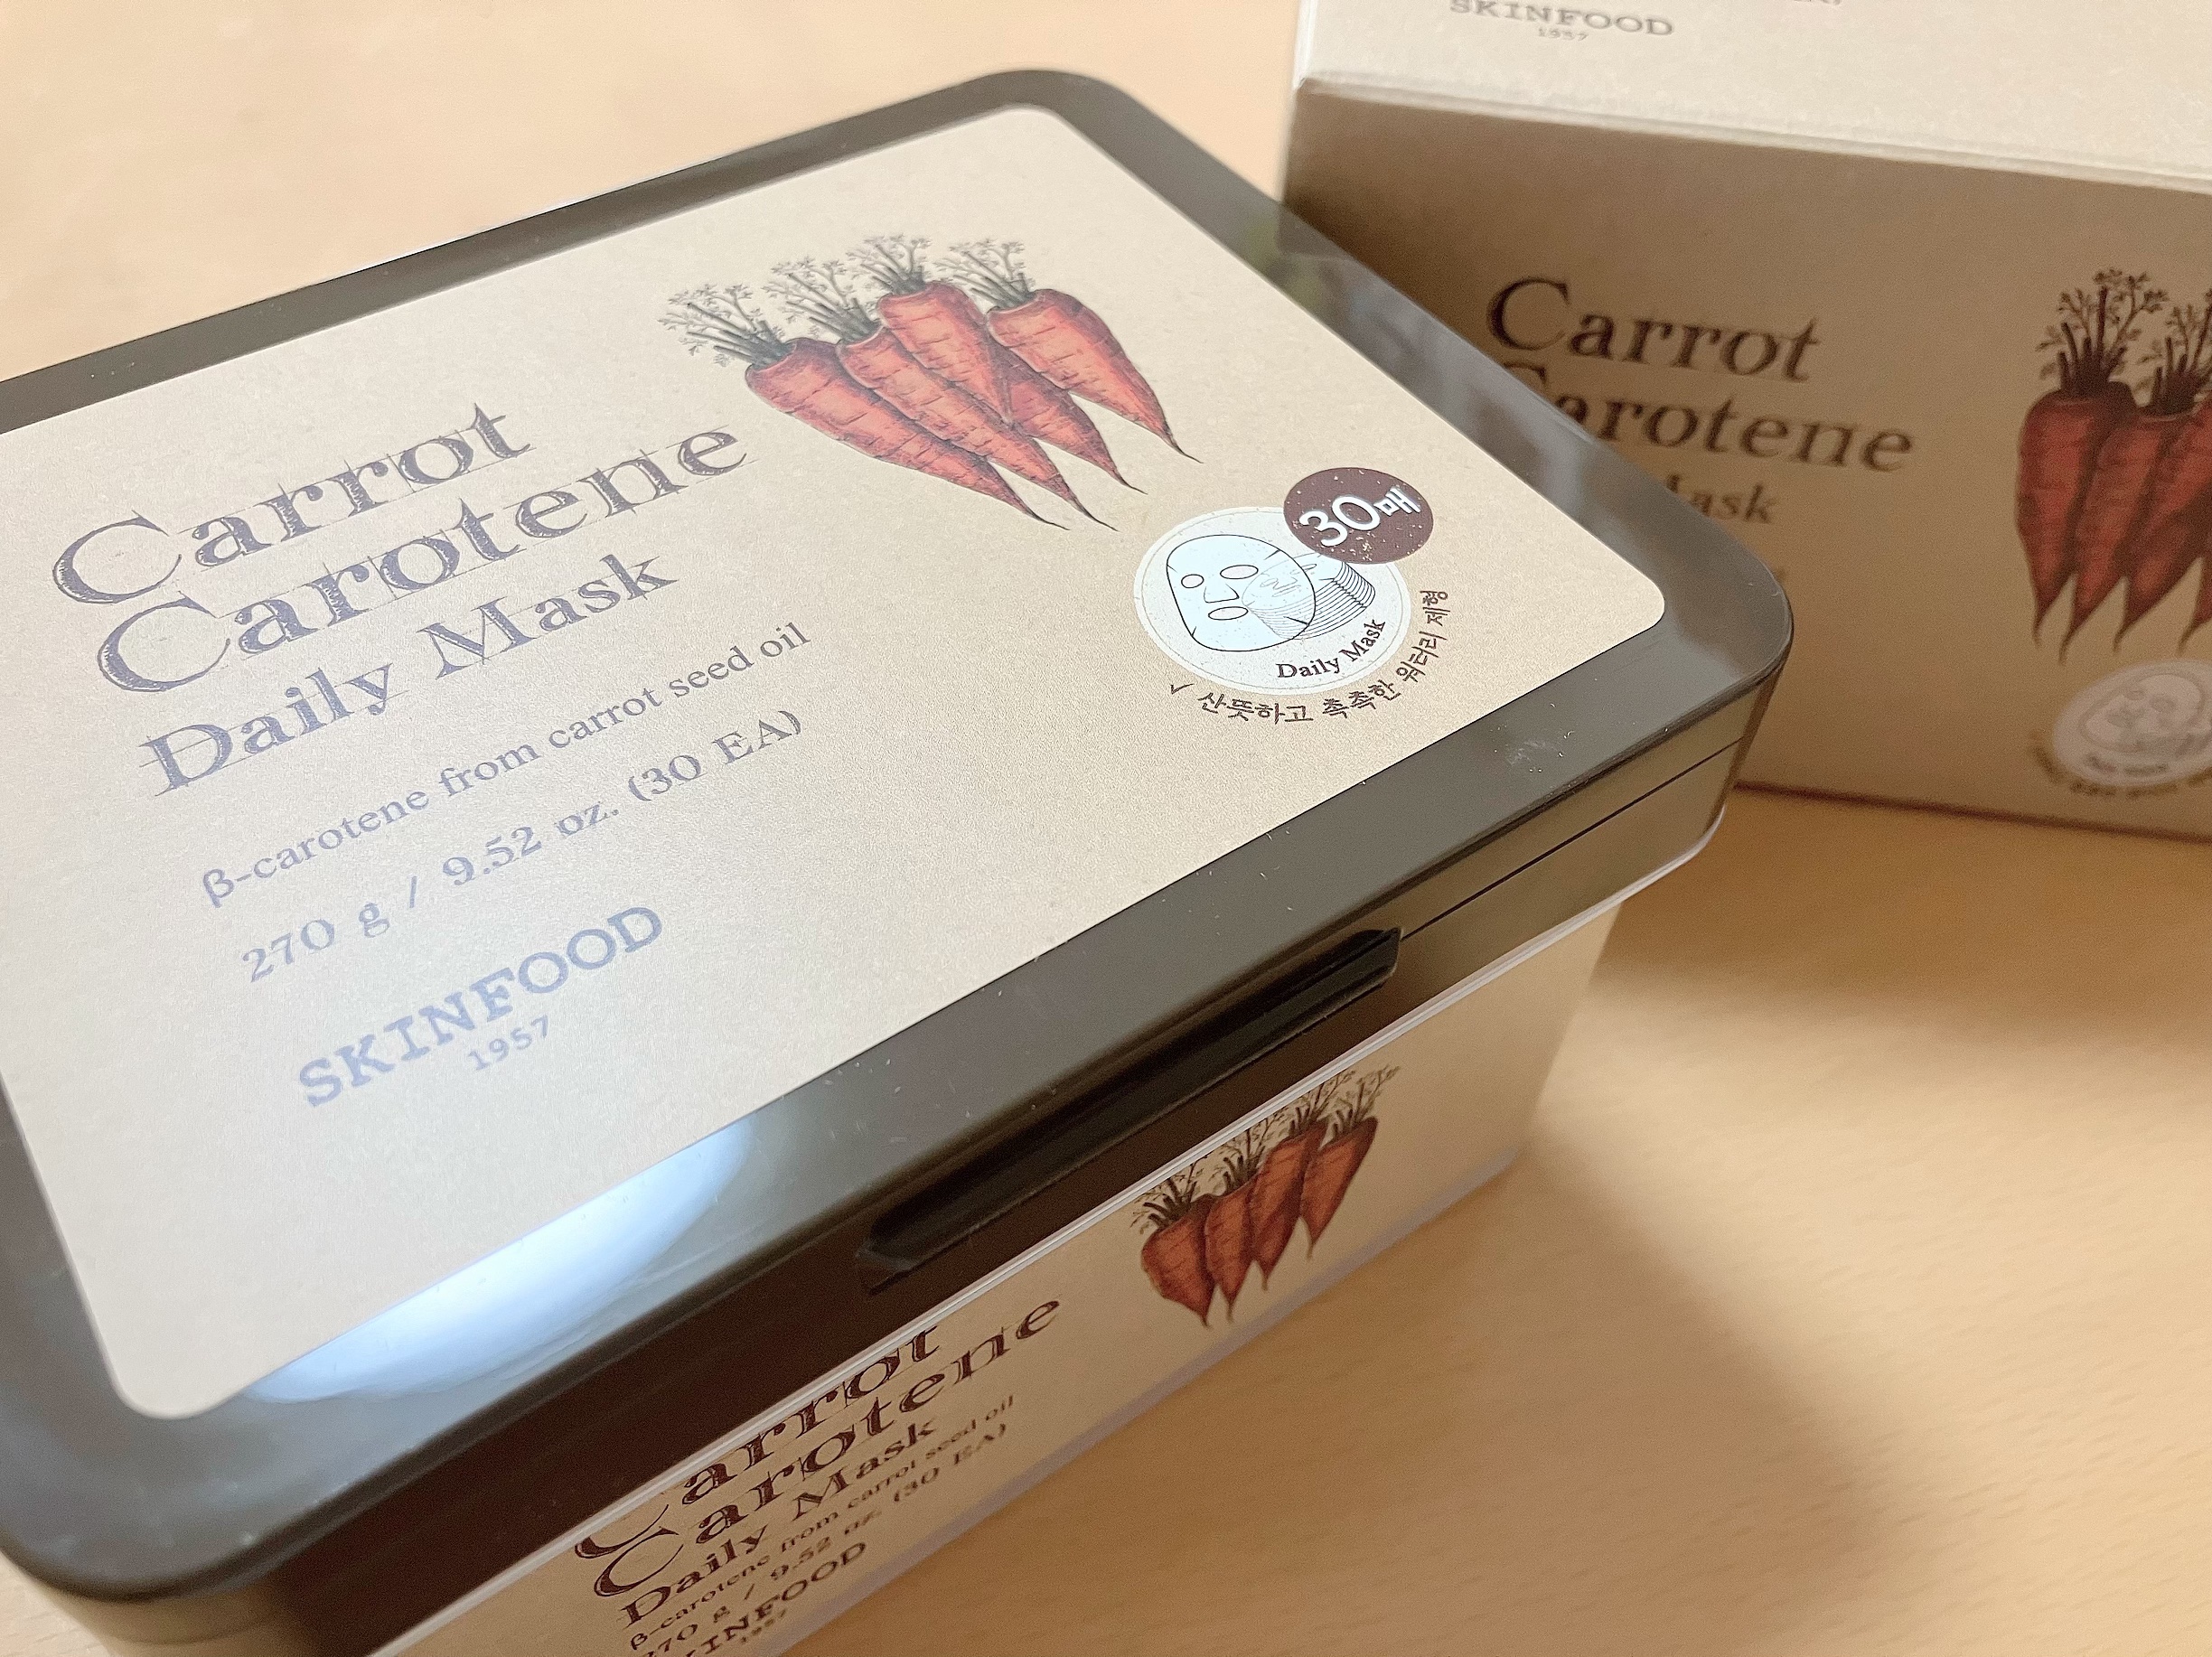 Carrot
Carotene
Daily Mask
β-carotene from carrot seed oil
270 g / 9.52 oz. (30 EA)
SKINFOOD
1957
30매
Daily Mask
✓ 산뜻하고 촉촉한 워터리 제형
SKINFOOD
1957
Carrot
Carotene
Mask
Carrot
Carotene
Daily Mask
β-carotene from carrot seed oil
270 g / 9.52 oz. (30 EA)
SKINFOOD
1957